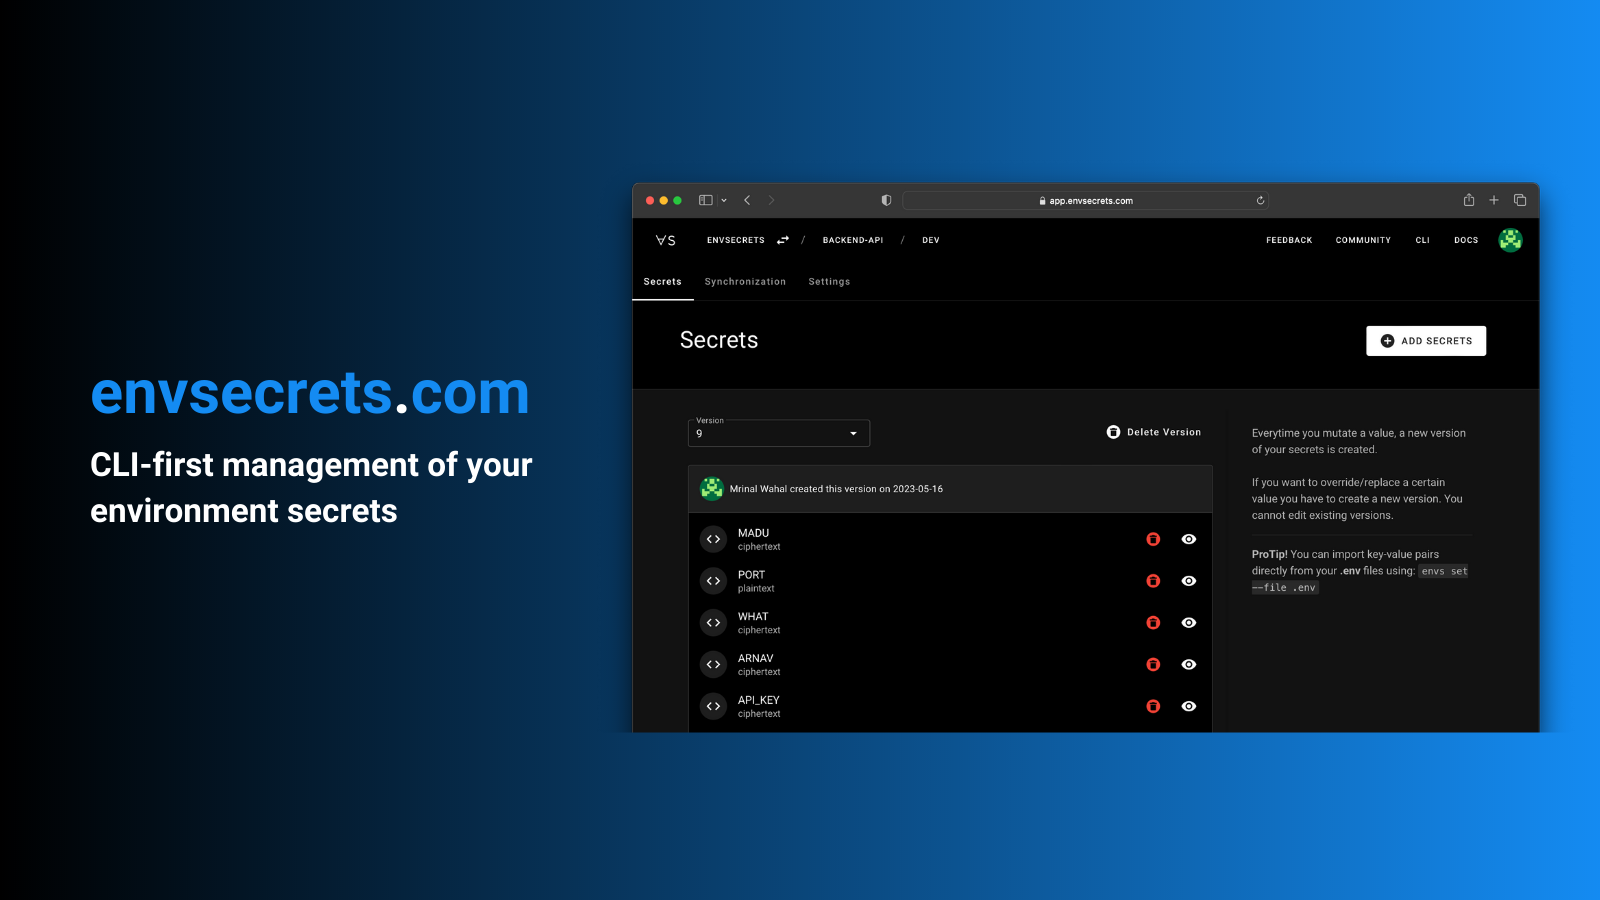 envsecrets.com
CLI-first management of your
environment secrets
app.envsecrets.com
ENVSECRETS / BACKEND-API / DEV
FEEDBACK COMMUNITY CLI DOCS
Secrets Synchronization Settings
Secrets
ADD SECRETS
Version
9
Delete Version
Mrinal Wahal created this version on 2023-05-16
MADU
ciphertext
PORT
plaintext
WHAT
ciphertext
ARNAV
ciphertext
API_KEY
ciphertext
Everytime you mutate a value, a new version
of your secrets is created.
If you want to override/replace a certain
value you have to create a new version. You
cannot edit existing versions.
ProTip! You can import key-value pairs
directly from your .env files using: envs set
--file .env